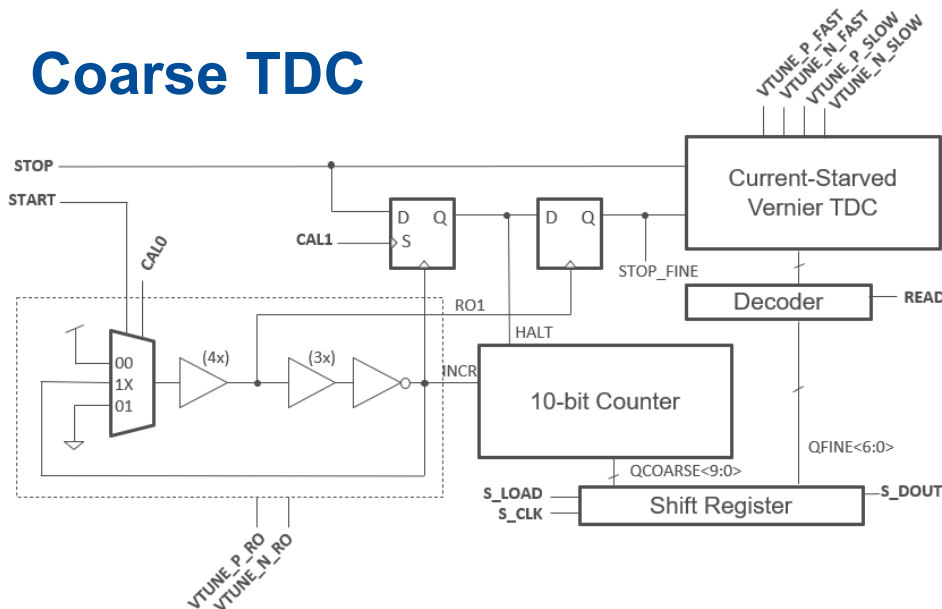 Coarse TDC
VTUNE_P_FAST
VTUNE_N_FAST
VTUNE_P_SLOW
VTUNE_N_SLOW
STOP
START
CAL0
CAL1
D Q
S
D Q
STOP_FINE
Current-Starved
Vernier TDC
Decoder
READ
RO1
HALT
00
1X
01
(4x)
(3x)
INCR
10-bit Counter
QCOARSE<9:0>
QFINE<6:0>
S_LOAD
S_CLK
Shift Register
S_DOUT
VTUNE_P_RO
VTUNE_N_RO